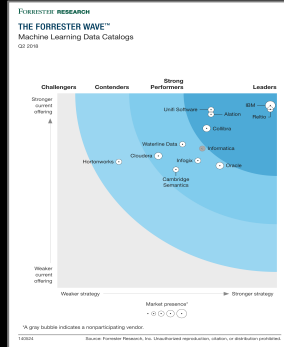 FORRESTER RESEARCH
THE FORRESTER WAVE™
Machine Learning Data Catalogs
Q2 2018
Challengers
Contenders
Strong
Performers
Leaders
Stronger
current
offering
Unifi Software
IBM
Alation
Reltio
Collibra
Waterline Data
Informatica
Cloudera
Hortonworks
Infogix
Oracle
Cambridge
Semantics
Weaker
current
offering
Weaker strategy
Stronger strategy
Market presence*
*A gray bubble indicates a nonparticipating vendor.
Source: Forrester Research, Inc. Unauthorized reproduction, citation, or distribution prohibited.